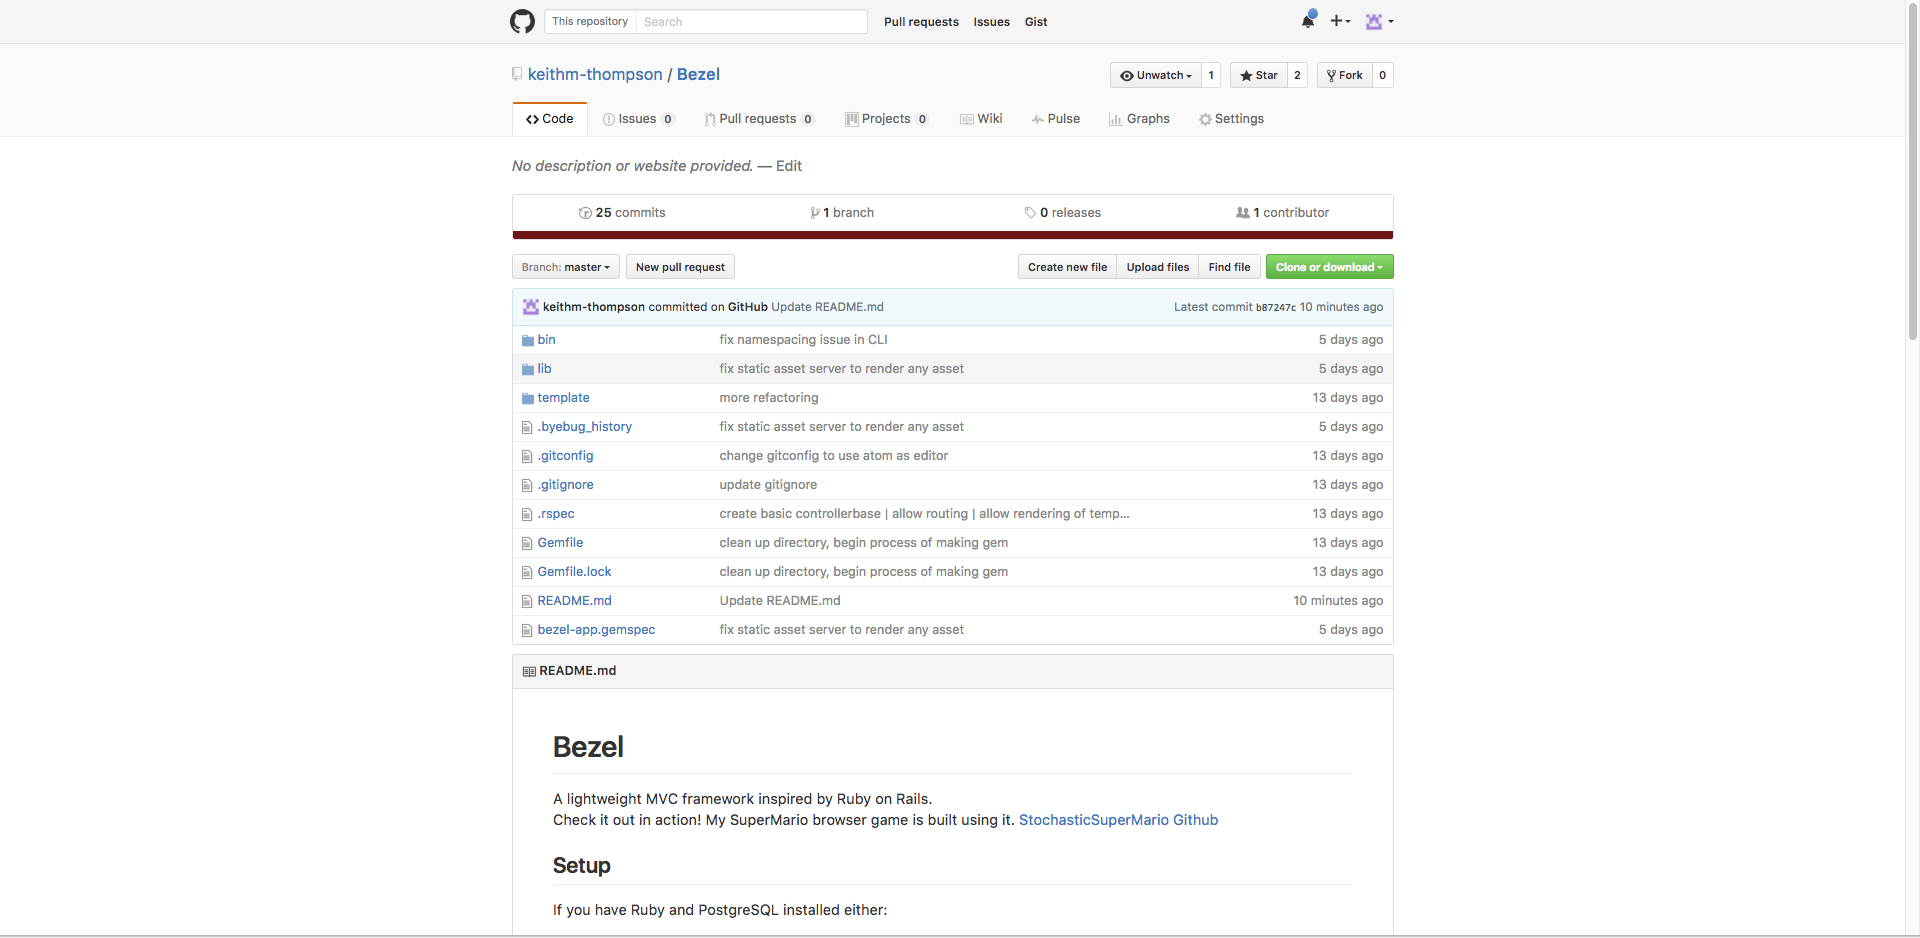 This repository Search Pull requests Issues Gist
keithm-thompson / Bezel Unwatch 1 Star 2 Fork 0
Code Issues 0 Pull requests 0 Projects 0 Wiki Pulse Graphs Settings
No description or website provided. — Edit
25 commits 1 branch 0 releases 1 contributor
Branch: master New pull request Create new file Upload files Find file Clone or download
keithm-thompson committed on GitHub Update README.md Latest commit b87247c 10 minutes ago
bin fix namespacing issue in CLI 5 days ago
lib fix static asset server to render any asset 5 days ago
template more refactoring 13 days ago
.byebug_history fix static asset server to render any asset 5 days ago
.gitconfig change gitconfig to use atom as editor 13 days ago
.gitignore update gitignore 13 days ago
.rspec create basic controllerbase | allow routing | allow rendering of temp... 13 days ago
Gemfile clean up directory, begin process of making gem 13 days ago
Gemfile.lock clean up directory, begin process of making gem 13 days ago
README.md Update README.md 10 minutes ago
bezel-app.gemspec fix static asset server to render any asset 5 days ago
README.md
Bezel
A lightweight MVC framework inspired by Ruby on Rails.
Check it out in action! My SuperMario browser game is built using it. StochasticSuperMario Github
Setup
If you have Ruby and PostgreSQL installed either: